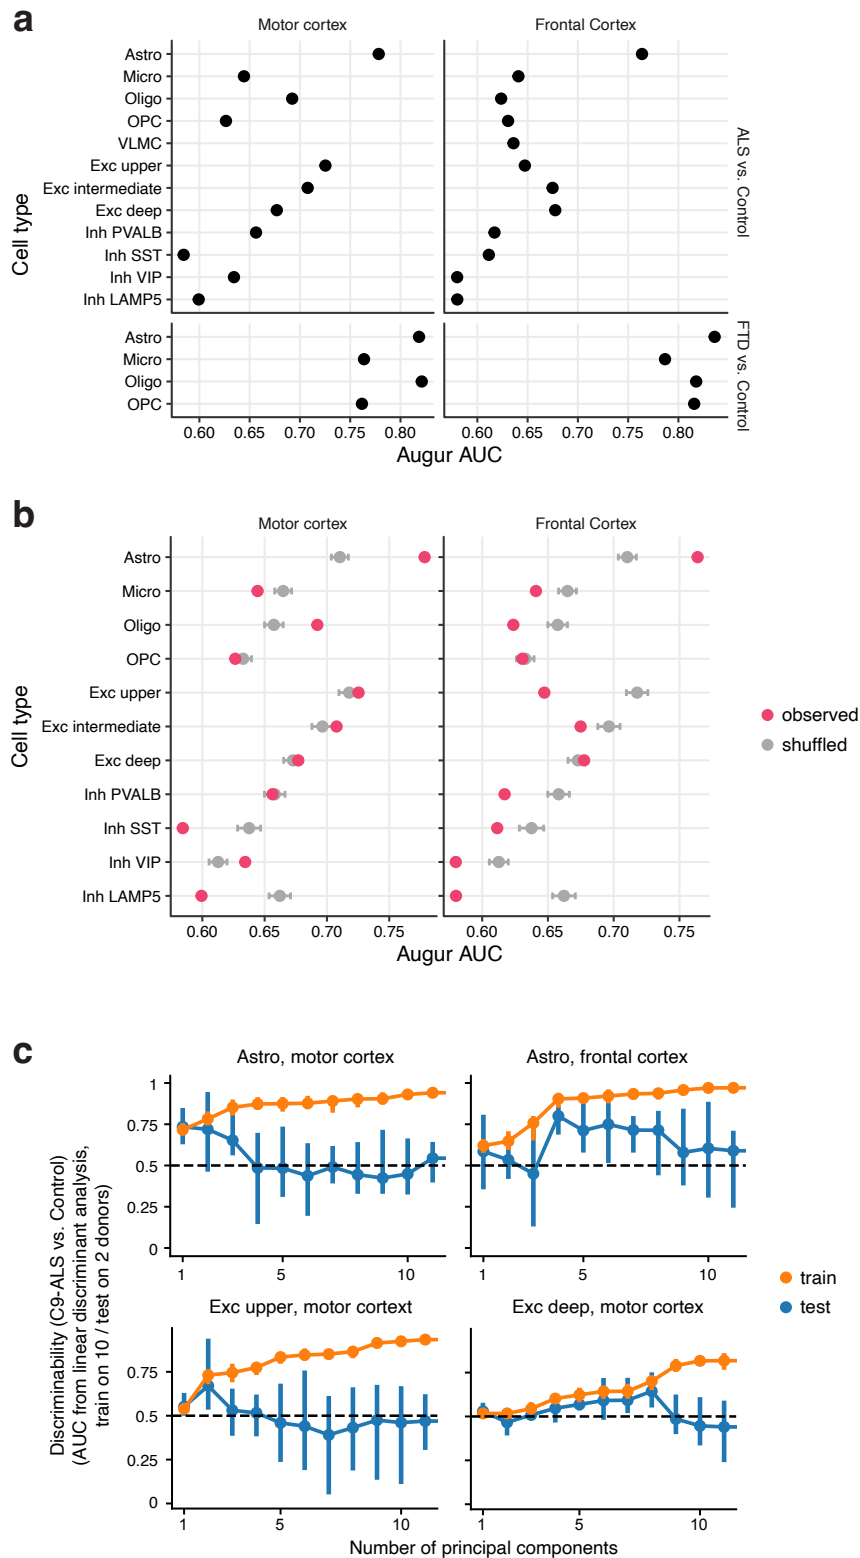 a
Motor cortex
Frontal Cortex
Cell type
Astro
Micro
Oligo
OPC
VLMC
Exc upper
Exc intermediate
Exc deep
Inh PVALB
Inh SST
Inh VIP
Inh LAMP5
ALS vs. Control
Astro
Micro
Oligo
OPC
FTD vs. Control
0.60 0.65 0.70 0.75 0.80
0.60 0.65 0.70 0.75 0.80
Augur AUC
b
Motor cortex
Frontal Cortex
Cell type
Astro
Micro
Oligo
OPC
Exc upper
Exc intermediate
Exc deep
Inh PVALB
Inh SST
Inh VIP
Inh LAMP5
0.60 0.65 0.70 0.75
0.60 0.65 0.70 0.75
Augur AUC
observed
shuffled
c
Discriminability (C9-ALS vs. Control)
(AUC from linear discriminant analysis,
train on 10 / test on 2 donors)
Astro, motor cortex
Astro, frontal cortex
1
0.75
0.5
0.25
0
1 5 10
1 5 10
Exc upper, motor cortext
Exc deep, motor cortex
0.75
0.5
0.25
0
1 5 10
1 5 10
Number of principal components
train
test